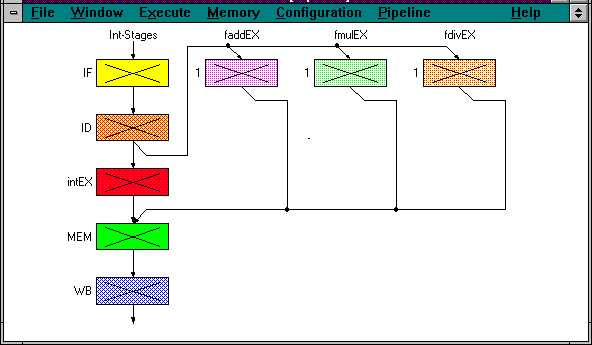 File Window Execute Memory Configuration Pipeline Help
Int-Stages faddEX fmulEX fdivEX
IF 1 1 1
ID
intEX
MEM
WB